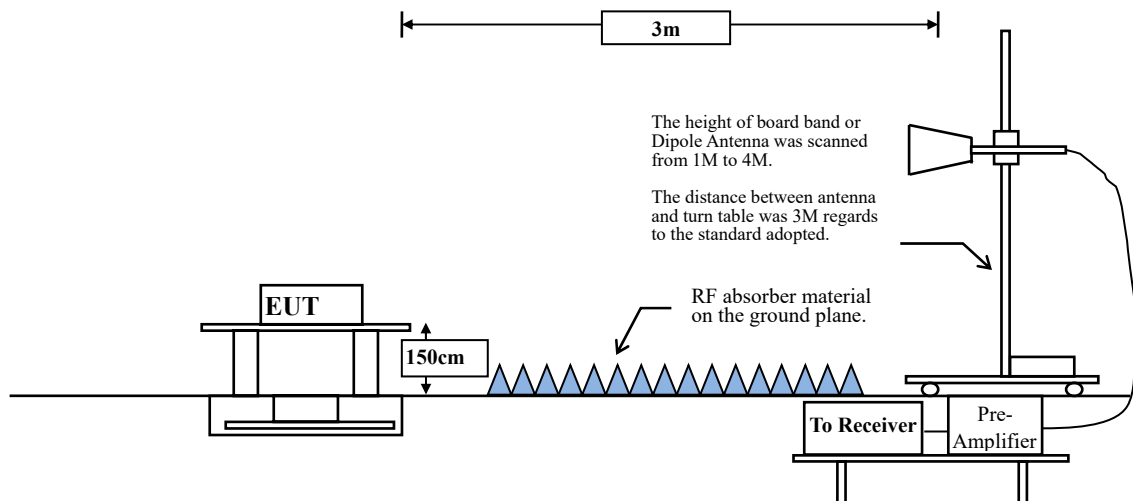 3m
The height of board band or
Dipole Antenna was scanned
from 1M to 4M.
The distance between antenna
and turn table was 3M regards
to the standard adopted.
EUT
RF absorber material
on the ground plane.
150cm
To Receiver
Pre-
Amplifier